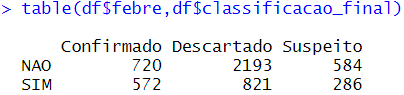 > table(df$febre,df$classificacao_final)
Confirmado Descartado Suspeito
NAO 720 2193 584
SIM 572 821 286